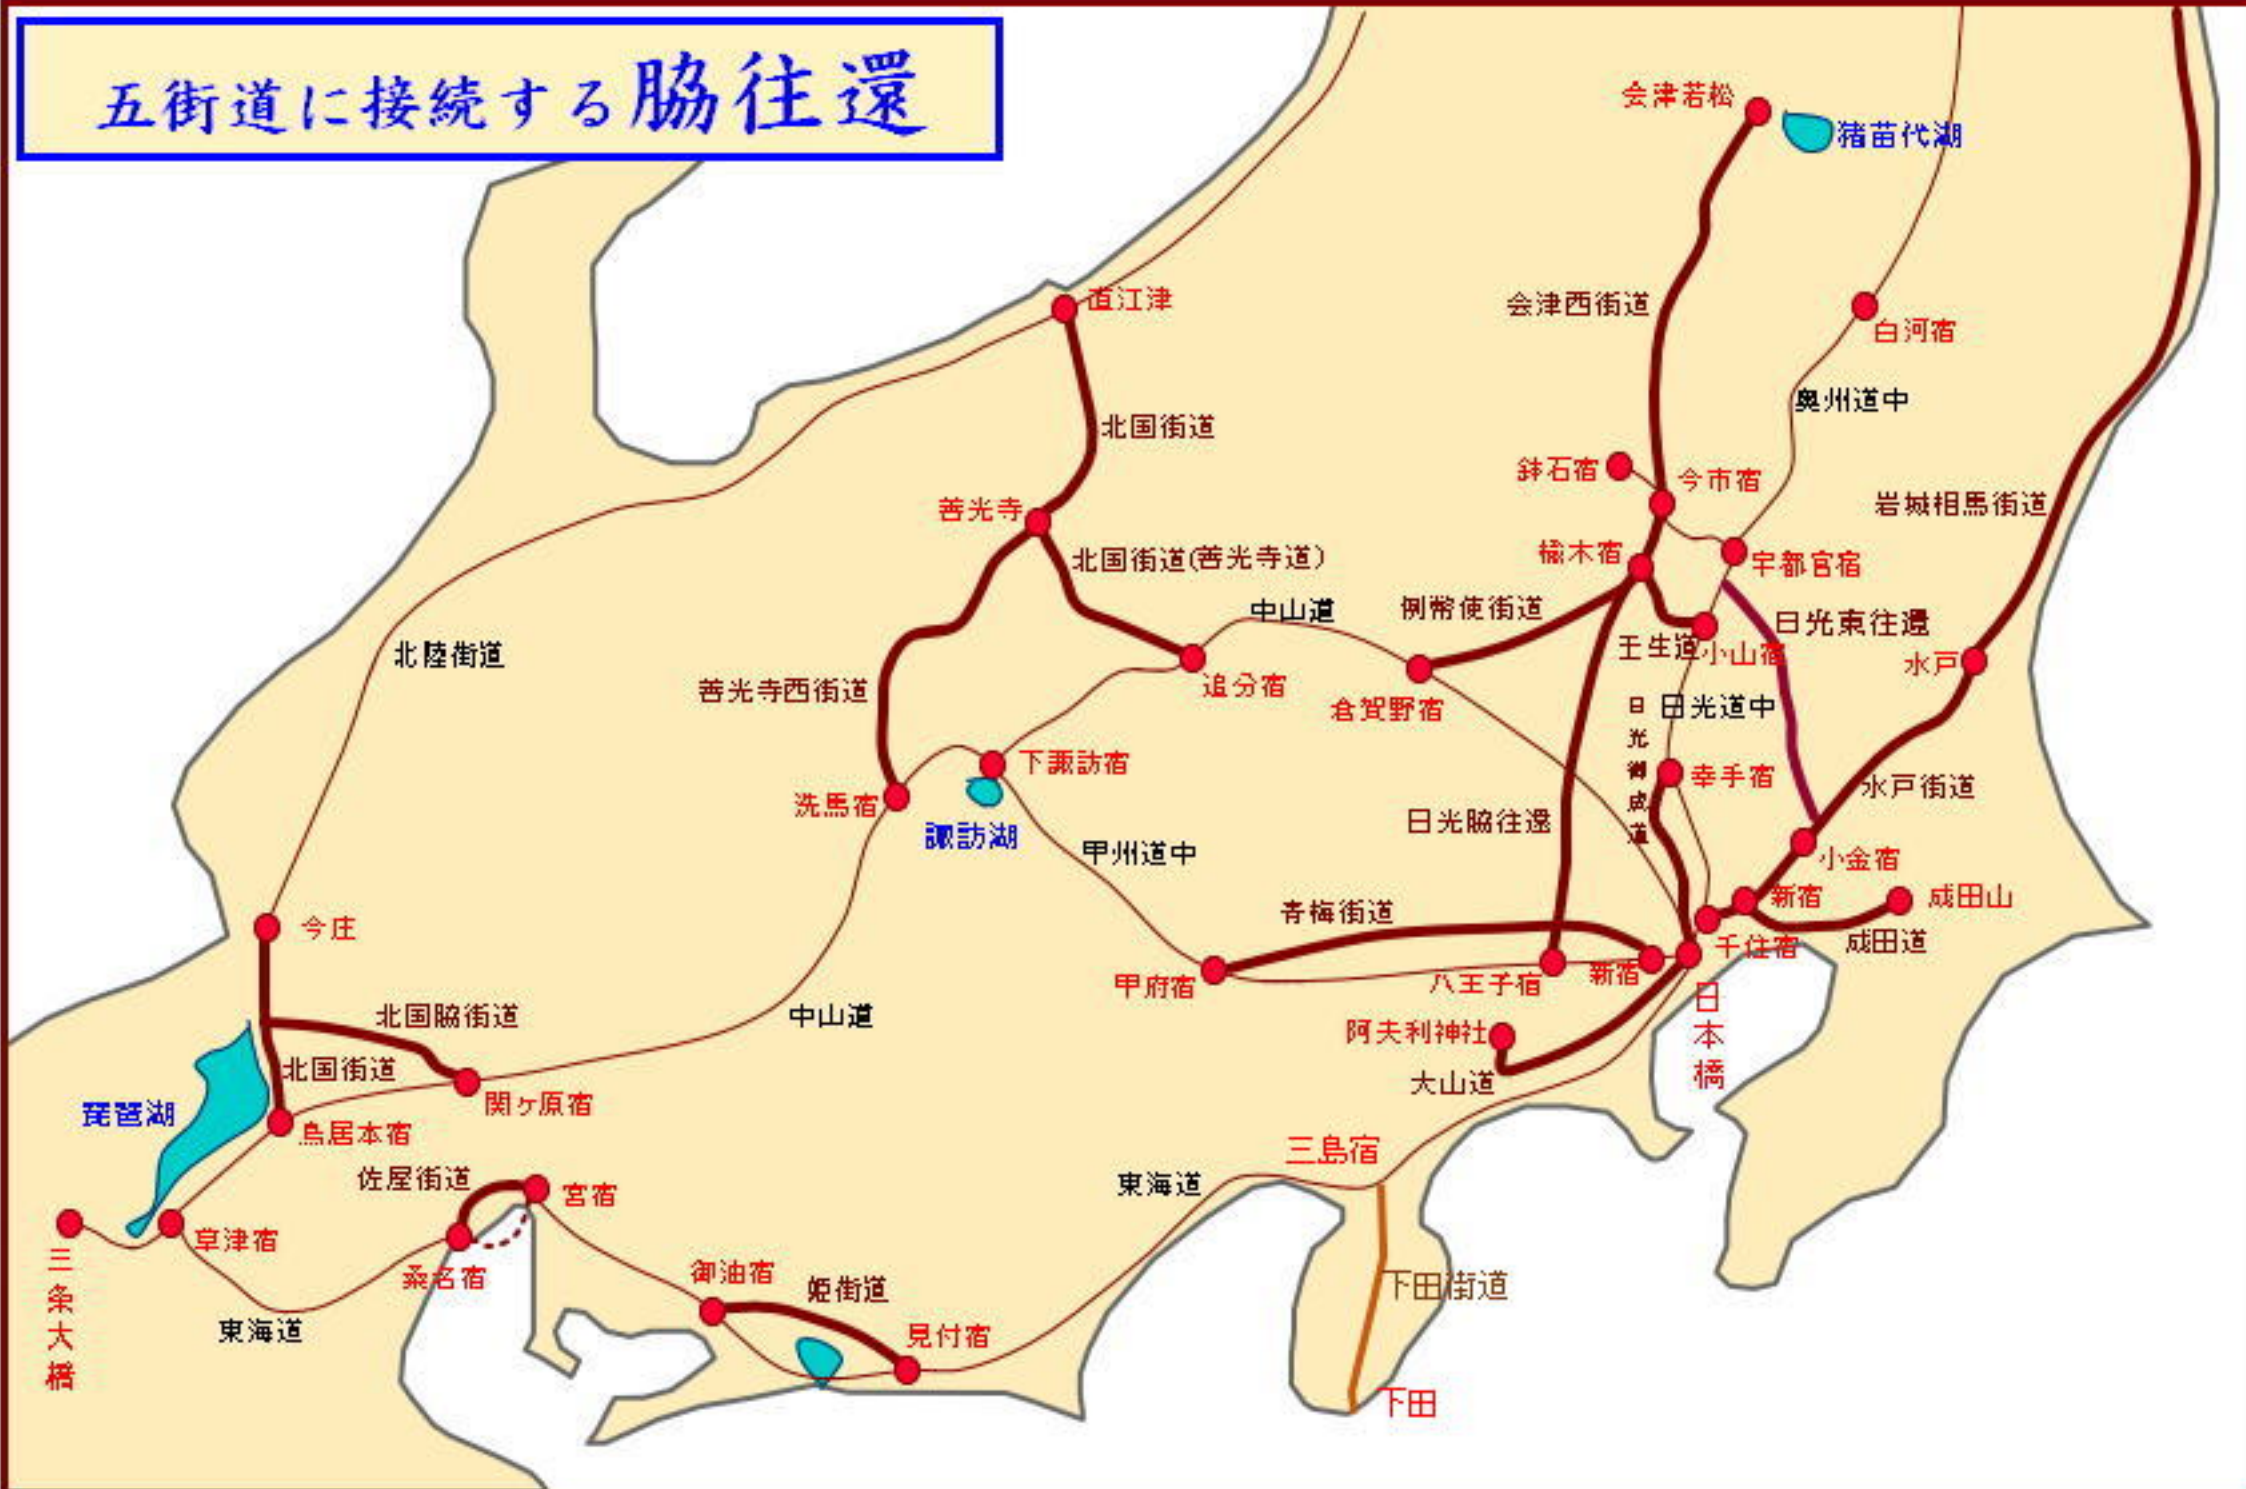 五街道に接続する脇往還
会津若松
猪苗代湖
直江津
会津西街道
白河宿
奥州道中
北国街道
鉢石宿
今市宿
岩城相馬街道
善光寺
北国街道(善光寺道)
楡木宿
宇都宮宿
中山道
例幣使街道
日光東往還
北陸街道
壬生道
小山宿
水戸
善光寺西街道
追分宿
倉賀野宿
日光御成道
日光道中
下諏訪宿
幸手宿
水戸街道
洗馬宿
諏訪湖
甲州道中
日光脇往還
小金宿
青梅街道
新宿
成田山
今庄
千住宿
成田道
甲府宿
八王子宿
新宿
日本橋
北国脇街道
中山道
阿夫利神社
北国街道
大山道
琵琶湖
関ヶ原宿
鳥居本宿
三島宿
佐屋街道
宮宿
東海道
草津宿
三条大橋
桑名宿
御油宿
姫街道
下田街道
東海道
見付宿
下田